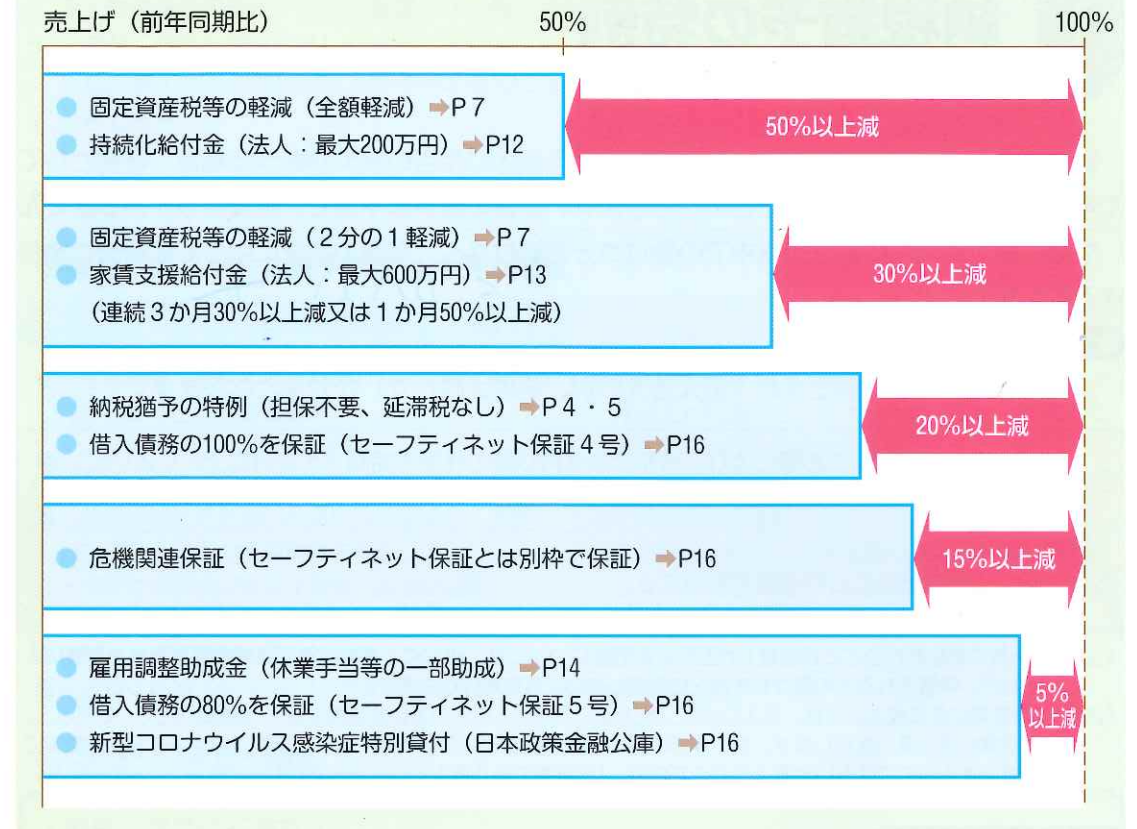 売上げ（前年同期比） 50% 100%
● 固定資産税等の軽減（全額軽減）➡P 7
● 持続化給付金（法人：最大200万円）➡P12
50%以上減
● 固定資産税等の軽減（２分の１軽減）➡P 7
● 家賃支援給付金（法人：最大600万円）➡P13
（連続３か月30%以上減又は１か月50%以上減）
30%以上減
● 納税猶予の特例（担保不要、延滞税なし）➡P 4 ・ 5
● 借入債務の100%を保証（セーフティネット保証４号）➡P16
20%以上減
● 危機関連保証（セーフティネット保証とは別枠で保証）➡P16
15%以上減
● 雇用調整助成金（休業手当等の一部助成）➡P14
● 借入債務の80%を保証（セーフティネット保証５号）➡P16
● 新型コロナウイルス感染症特別貸付（日本政策金融公庫）➡P16
5%
以上減